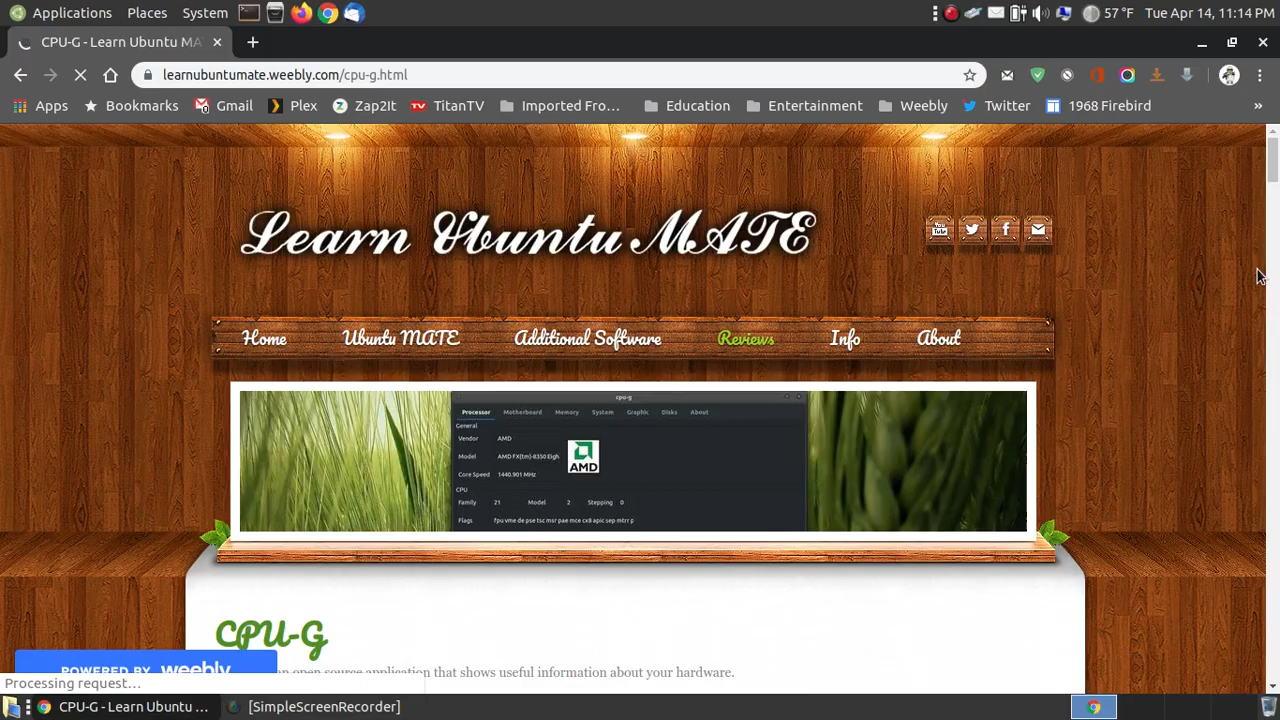 Applications Places System 57 °F Tue Apr 14, 11:14 PM
CPU-G - Learn Ubuntu MA
learnubuntumate.weebly.com/cpu-g.html
Apps Bookmarks Gmail Plex Zap2It TitanTV Imported Fro... Education Entertainment Weebly Twitter 1968 Firebird »
Learn Ubuntu MATE
You Tube
Home Ubuntu MATE Additional Software Reviews Info About
cpu-g
Processor Motherboard Memory System Graphic Disks About
General
Vendor AMD
Model AMD FX(tm)-8350 Eigh
AMD
Core Speed 1440.901 MHz
CPU
Family 21 Model 2 Stepping 0
Flags fpu vme de pse tsc msr pae mce cx8 apic sep mtrr p
CPU-G
POWERED BY weebly
an open source application that shows useful information about your hardware.
Processing request...
CPU-G - Learn Ubuntu ... [SimpleScreenRecorder]